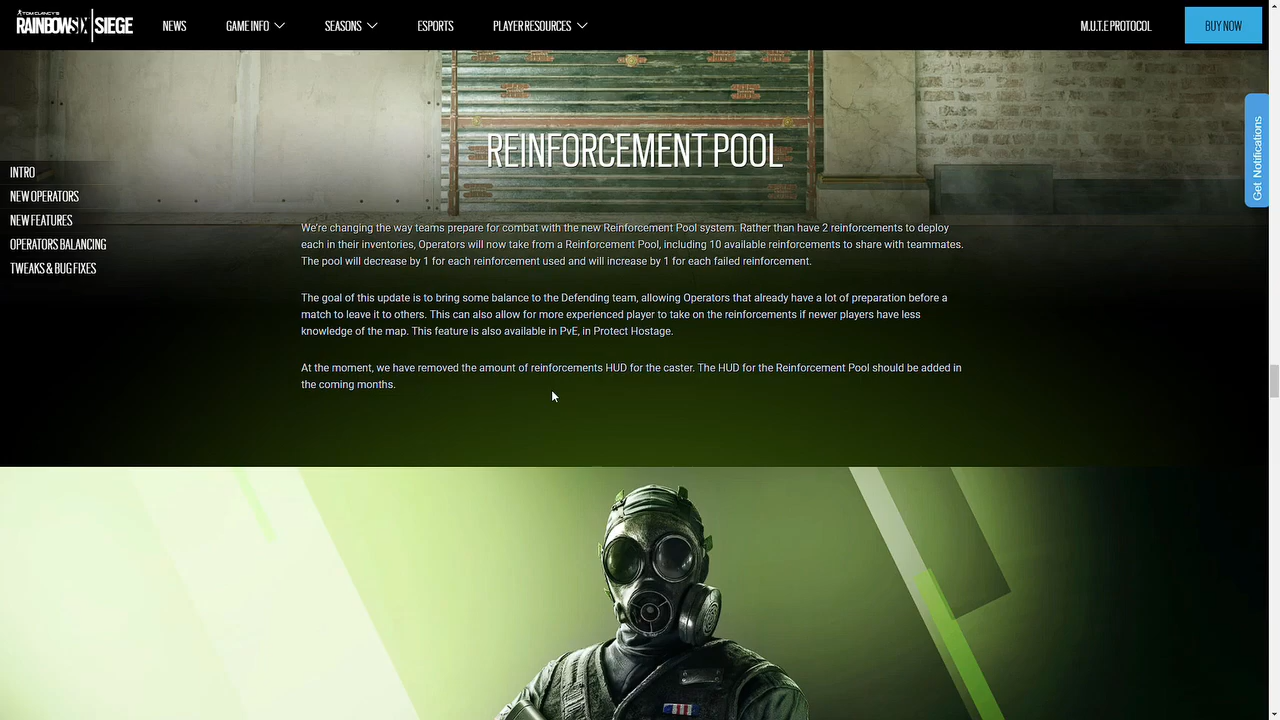 TOM CLANCY'S
RAINBOWSIX SIEGE
NEWS
GAME INFO
SEASONS
ESPORTS
PLAYER RESOURCES
M.U.T.E PROTOCOL
BUY NOW
Get Notifications
REINFORCEMENT POOL
INTRO
NEW OPERATORS
NEW FEATURES
OPERATORS BALANCING
TWEAKS & BUG FIXES
We're changing the way teams prepare for combat with the new Reinforcement Pool system. Rather than have 2 reinforcements to deploy
each in their inventories, Operators will now take from a Reinforcement Pool, including 10 available reinforcements to share with teammates.
The pool will decrease by 1 for each reinforcement used and will increase by 1 for each failed reinforcement.
The goal of this update is to bring some balance to the Defending team, allowing Operators that already have a lot of preparation before a
match to leave it to others. This can also allow for more experienced player to take on the reinforcements if newer players have less
knowledge of the map. This feature is also available in PvE, in Protect Hostage.
At the moment, we have removed the amount of reinforcements HUD for the caster. The HUD for the Reinforcement Pool should be added in
the coming months.